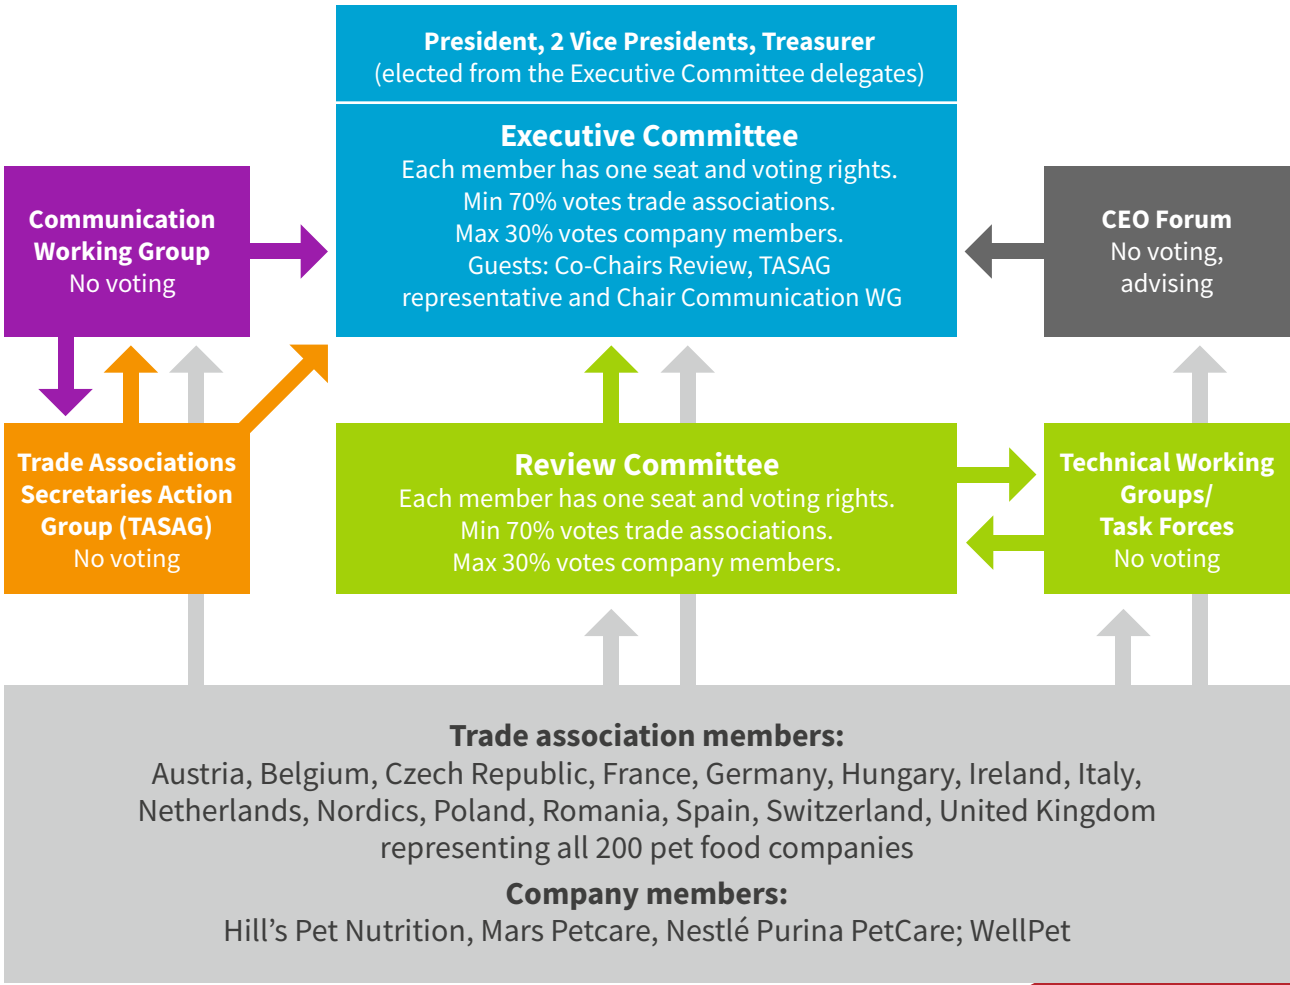 President, 2 Vice Presidents, Treasurer
(elected from the Executive Committee delegates)
Executive Committee
Each member has one seat and voting rights.
Min 70% votes trade associations.
Max 30% votes company members.
Guests: Co-Chairs Review, TASAG
representative and Chair Communication WG
Communication
Working Group
No voting
CEO Forum
No voting,
advising
Trade Associations
Secretaries Action
Group (TASAG)
No voting
Review Committee
Each member has one seat and voting rights.
Min 70% votes trade associations.
Max 30% votes company members.
Technical Working
Groups/
Task Forces
No voting
Trade association members:
Austria, Belgium, Czech Republic, France, Germany, Hungary, Ireland, Italy,
Netherlands, Nordics, Poland, Romania, Spain, Switzerland, United Kingdom
representing all 200 pet food companies
Company members:
Hill's Pet Nutrition, Mars Petcare, Nestlé Purina PetCare; WellPet